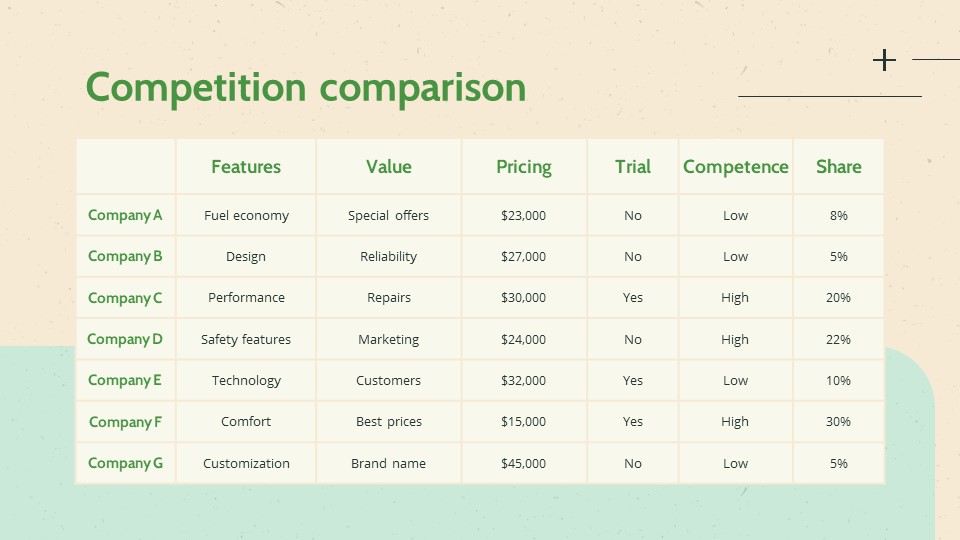 Competition comparison
Features Value Pricing Trial Competence Share
Company A Fuel economy Special offers $23,000 No Low 8%
Company B Design Reliability $27,000 No Low 5%
Company C Performance Repairs $30,000 Yes High 20%
Company D Safety features Marketing $24,000 No High 22%
Company E Technology Customers $32,000 Yes Low 10%
Company F Comfort Best prices $15,000 Yes High 30%
Company G Customization Brand name $45,000 No Low 5%